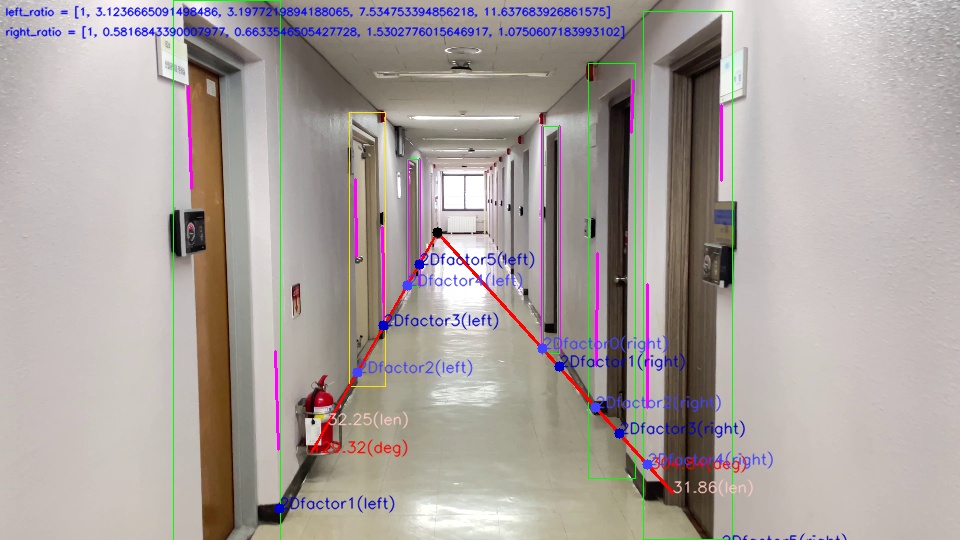 left_ratio = [1, 3.1236665091498486, 3.1977219894188065, 7.534753394856218, 11.637683926861575]
right_ratio = [1, 0.5816843390007977, 0.6633546505427728, 1.5302776015646917, 1.0750607183993102]
2Dfactor5(left)
2Dfactor4(left)
2Dfactor3(left)
2Dfactor0(right)
2Dfactor1(right)
2Dfactor2(left)
2Dfactor2(right)
32.25(len)
2Dfactor3(right)
(deg)
2Dfactor4(right)
31.86(len)
2Dfactor1(left)
2Dfactor5(right)